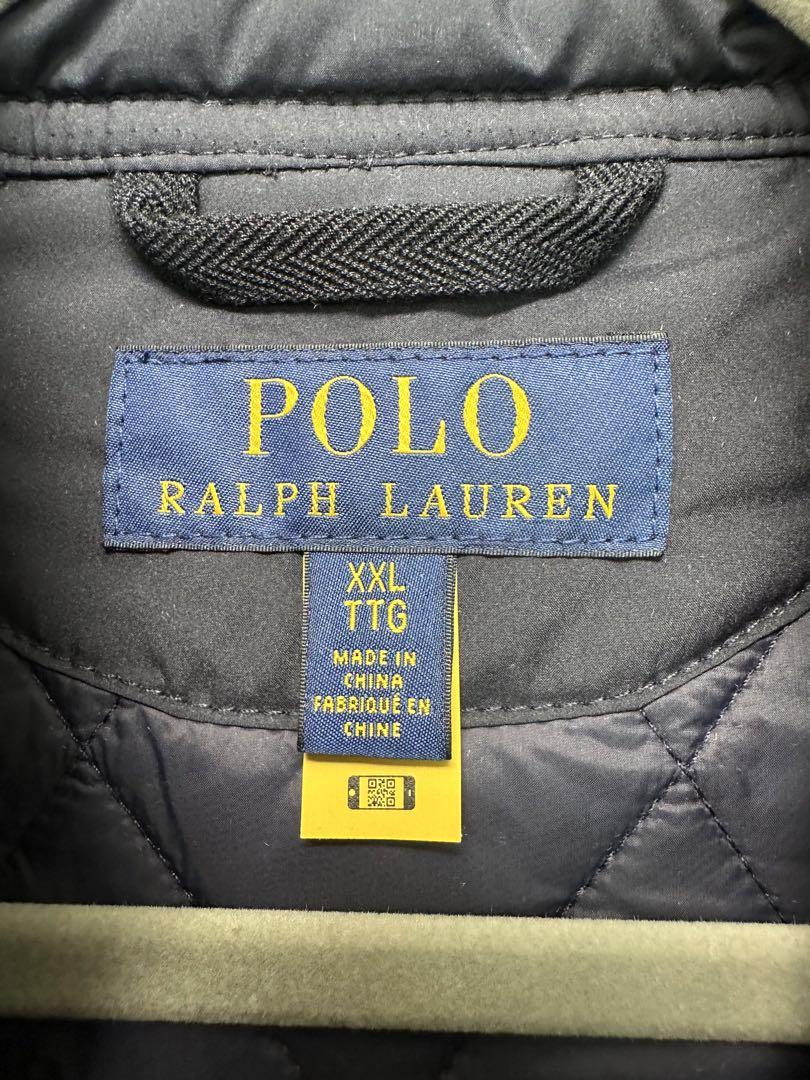 POLO
RALPH LAUREN
XXL
TTG
MADE IN
CHINA
FABRIQUÉ EN
CHINE